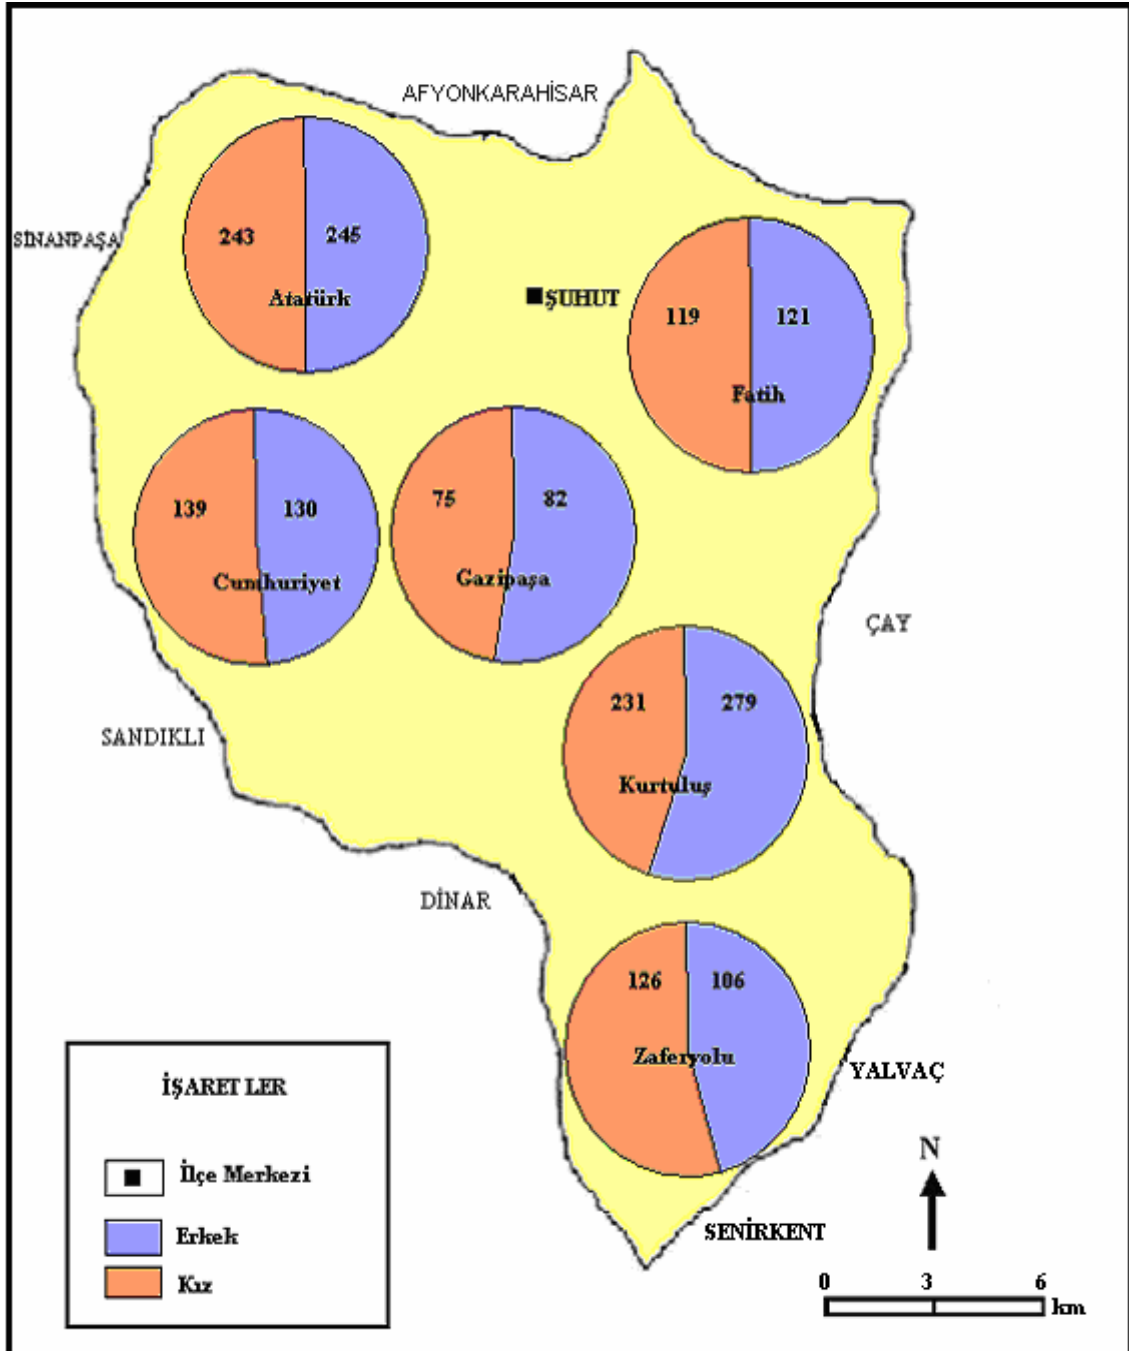 AFYONKARAHİSAR
SİNANPAŞA
243 245
Atatürk
ŞUHUT
119 121
Fatih
139 130
Cumhuriyet
75 82
Gazipaşa
ÇAY
231 279
Kurtuluş
SANDIKLI
DİNAR
126 106
Zaferyolu
YALVAÇ
SENİRKENT
İŞARETLER
İlçe Merkezi
Erkek
Kız
N
0 3 6
km